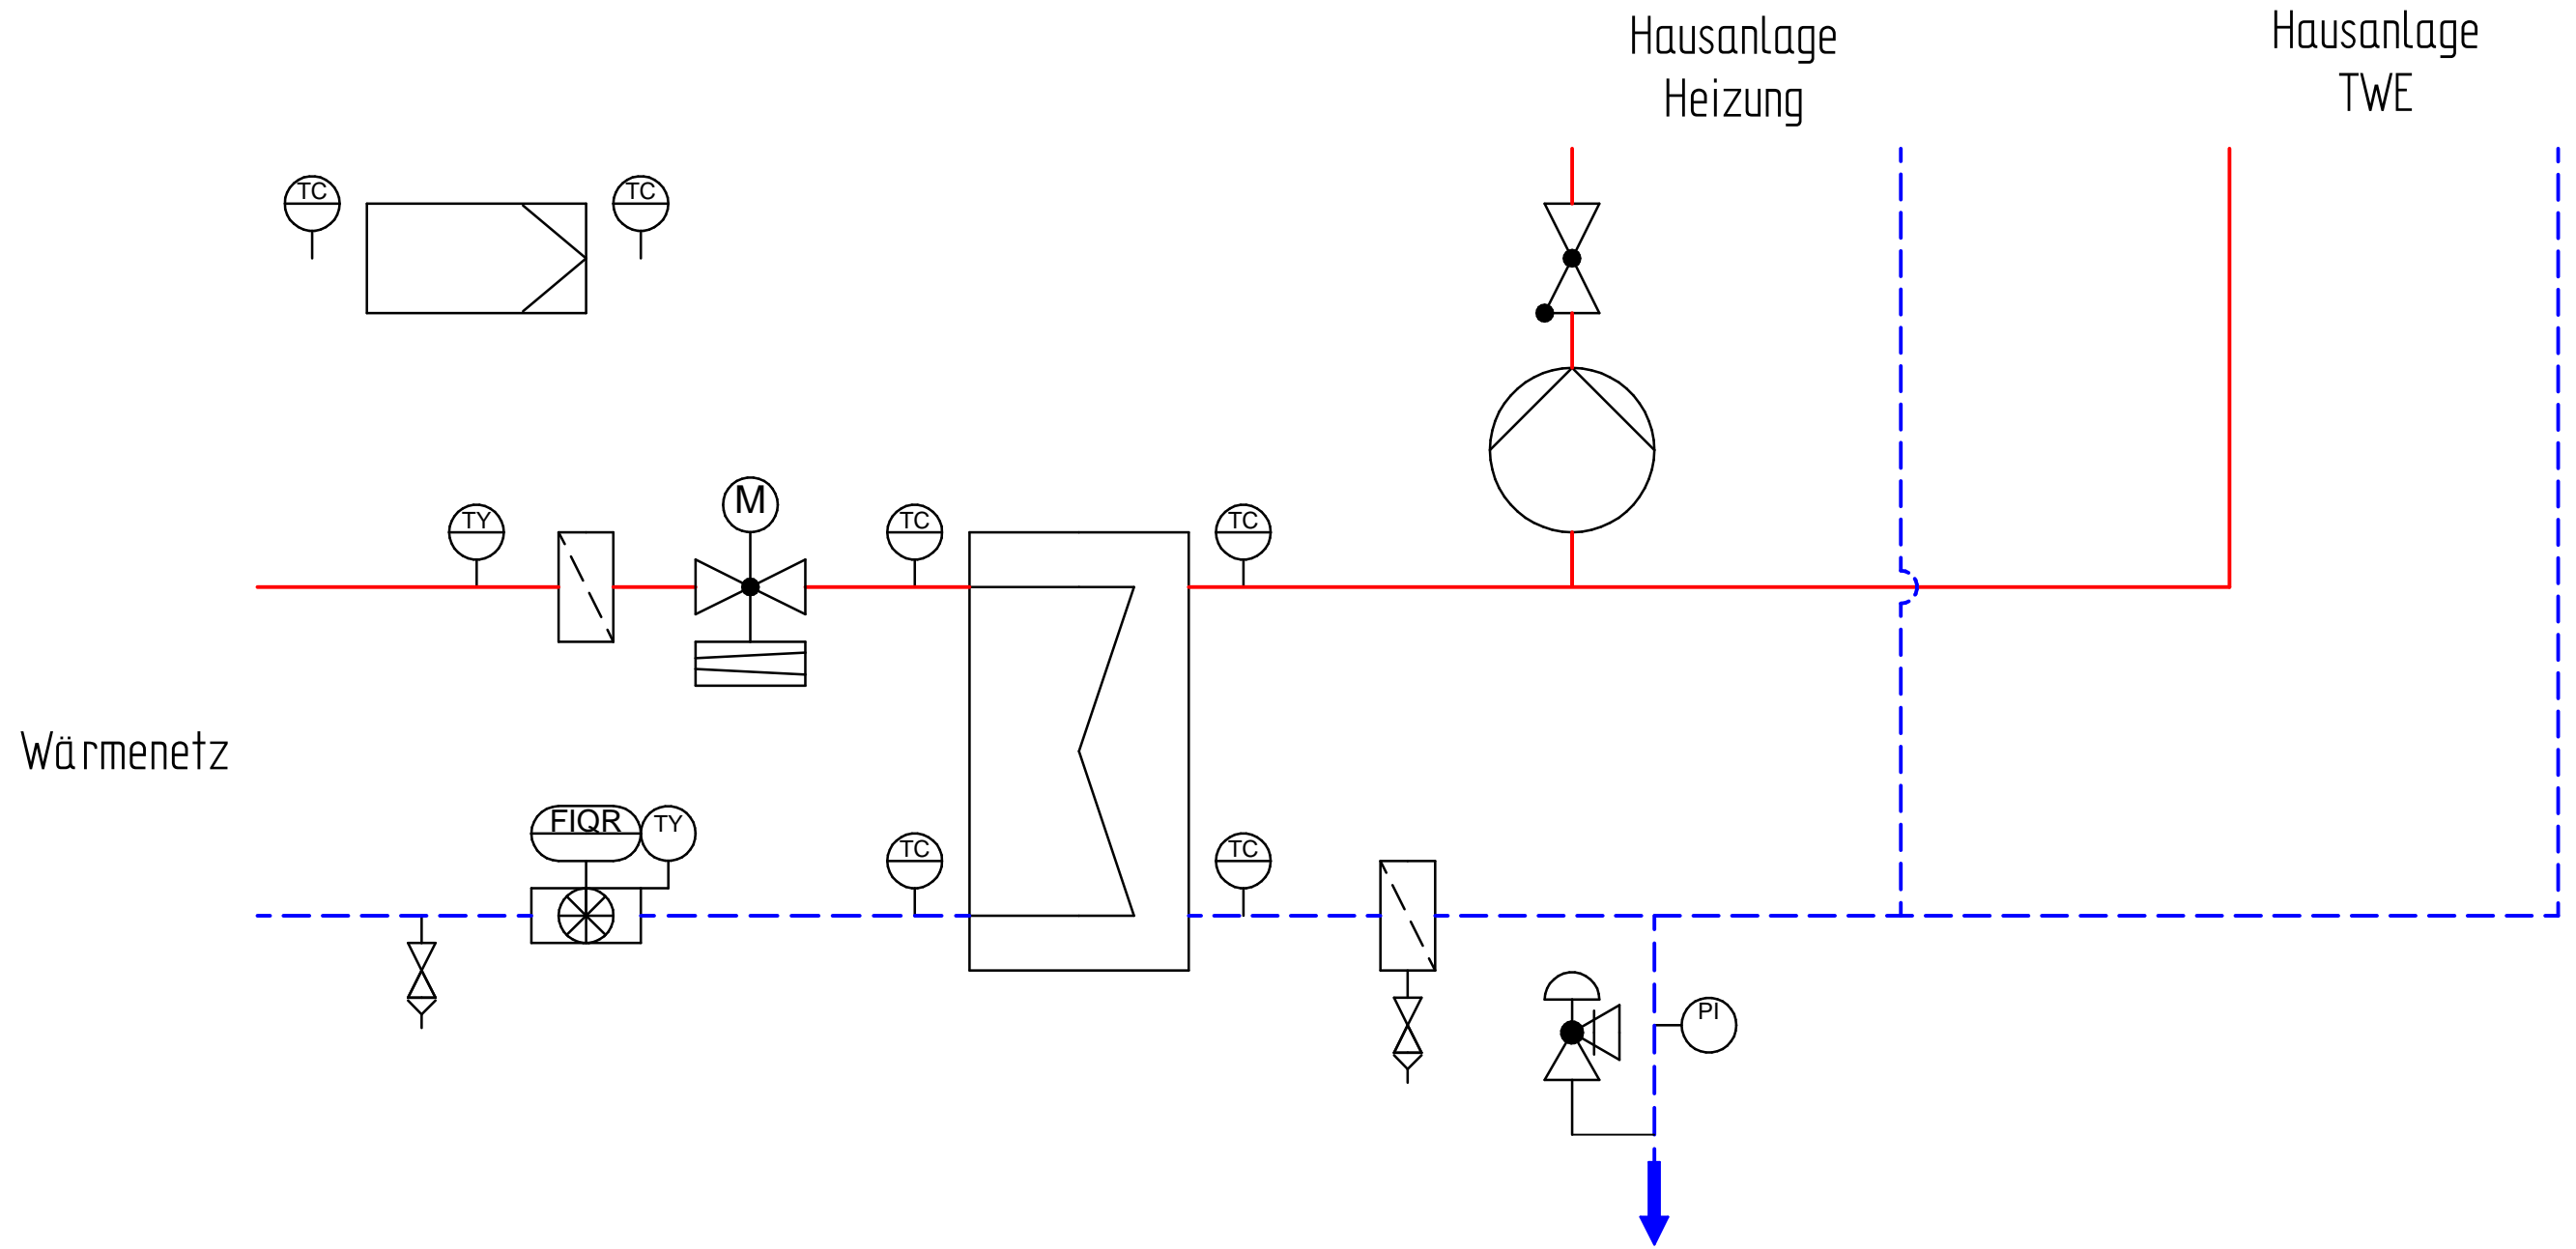 Hausanlage
Heizung
Hausanlage
TWE
TC
TC
M
TY
TC
TC
Wärmenetz
FIQR
TY
TC
TC
PI